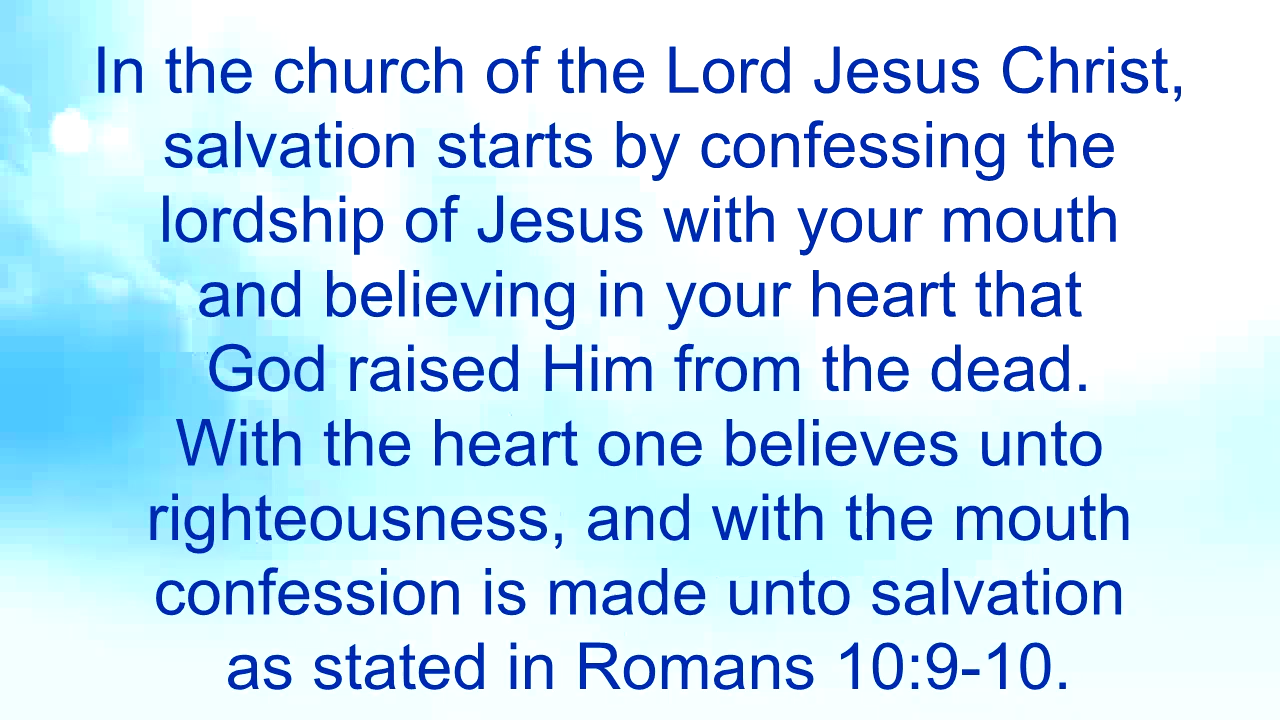 In the church of the Lord Jesus Christ,
salvation starts by confessing the
lordship of Jesus with your mouth
and believing in your heart that
God raised Him from the dead.
With the heart one believes unto
righteousness, and with the mouth
confession is made unto salvation
as stated in Romans 10:9-10.